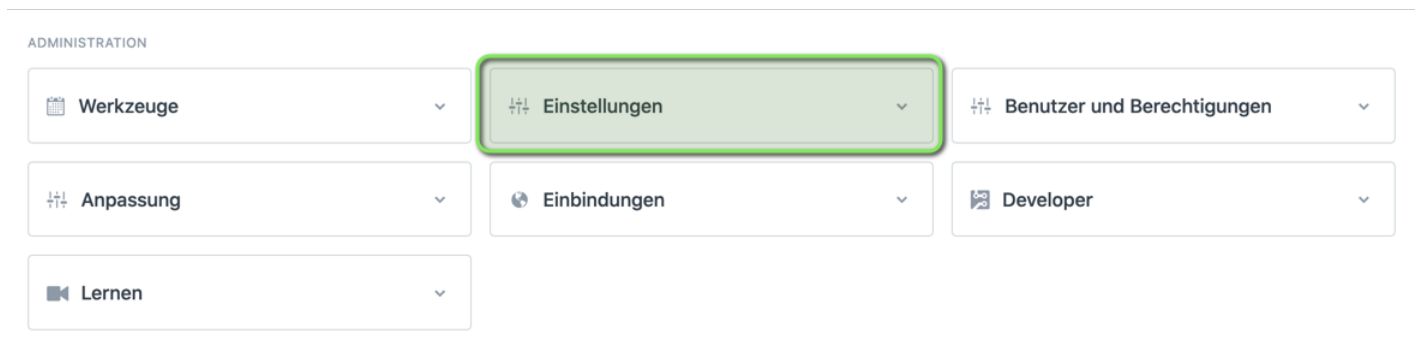 ADMINISTRATION
Werkzeuge
Einstellungen
Benutzer und Berechtigungen
Anpassung
Einbindungen
Developer
Lernen